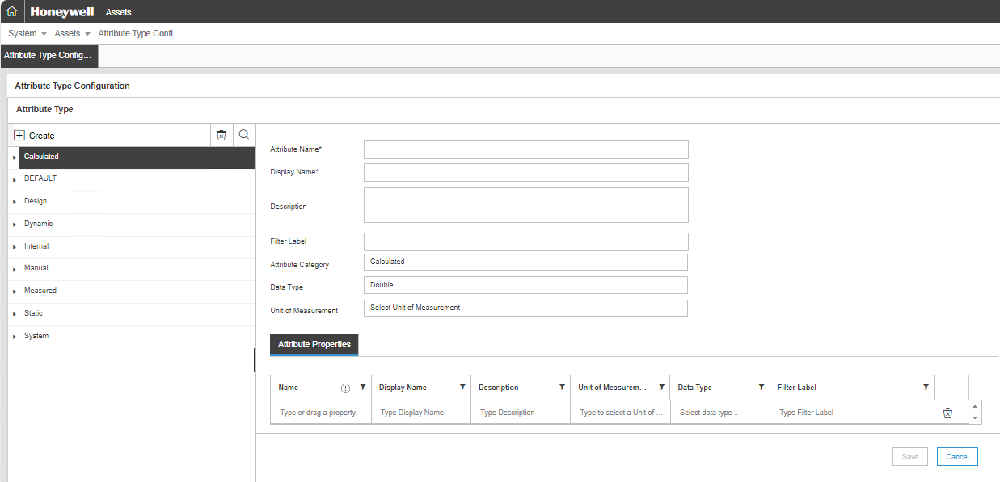 Honeywell Assets
System Assets Attribute Type Confi...
Attribute Type Config...
Attribute Type Configuration
Attribute Type
Create
Calculated
DEFAULT
Design
Dynamic
Internal
Manual
Measured
Static
System
Attribute Name*
Display Name*
Description
Filter Label
Attribute Category Calculated
Data Type Double
Unit of Measurement Select Unit of Measurement
Attribute Properties
Name Display Name Description Unit of Measurem... Data Type Filter Label
Type or drag a property. Type Display Name Type Description Type to select a Unit of ... Select data type .. Type Filter Label
Save Cancel